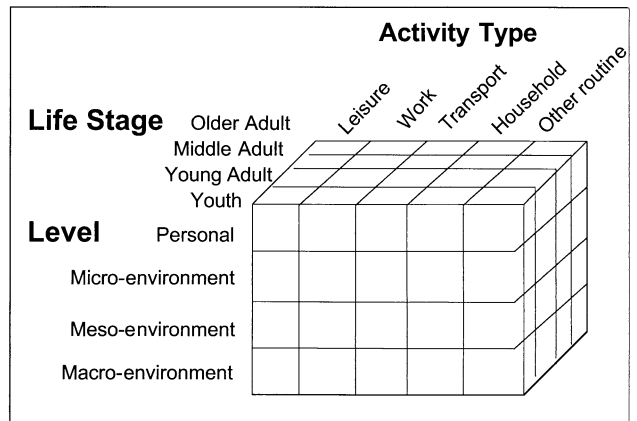 Activity Type
Leisure
Work
Transport
Household
Other routine
Life Stage
Older Adult
Middle Adult
Young Adult
Youth
Level
Personal
Micro-environment
Meso-environment
Macro-environment